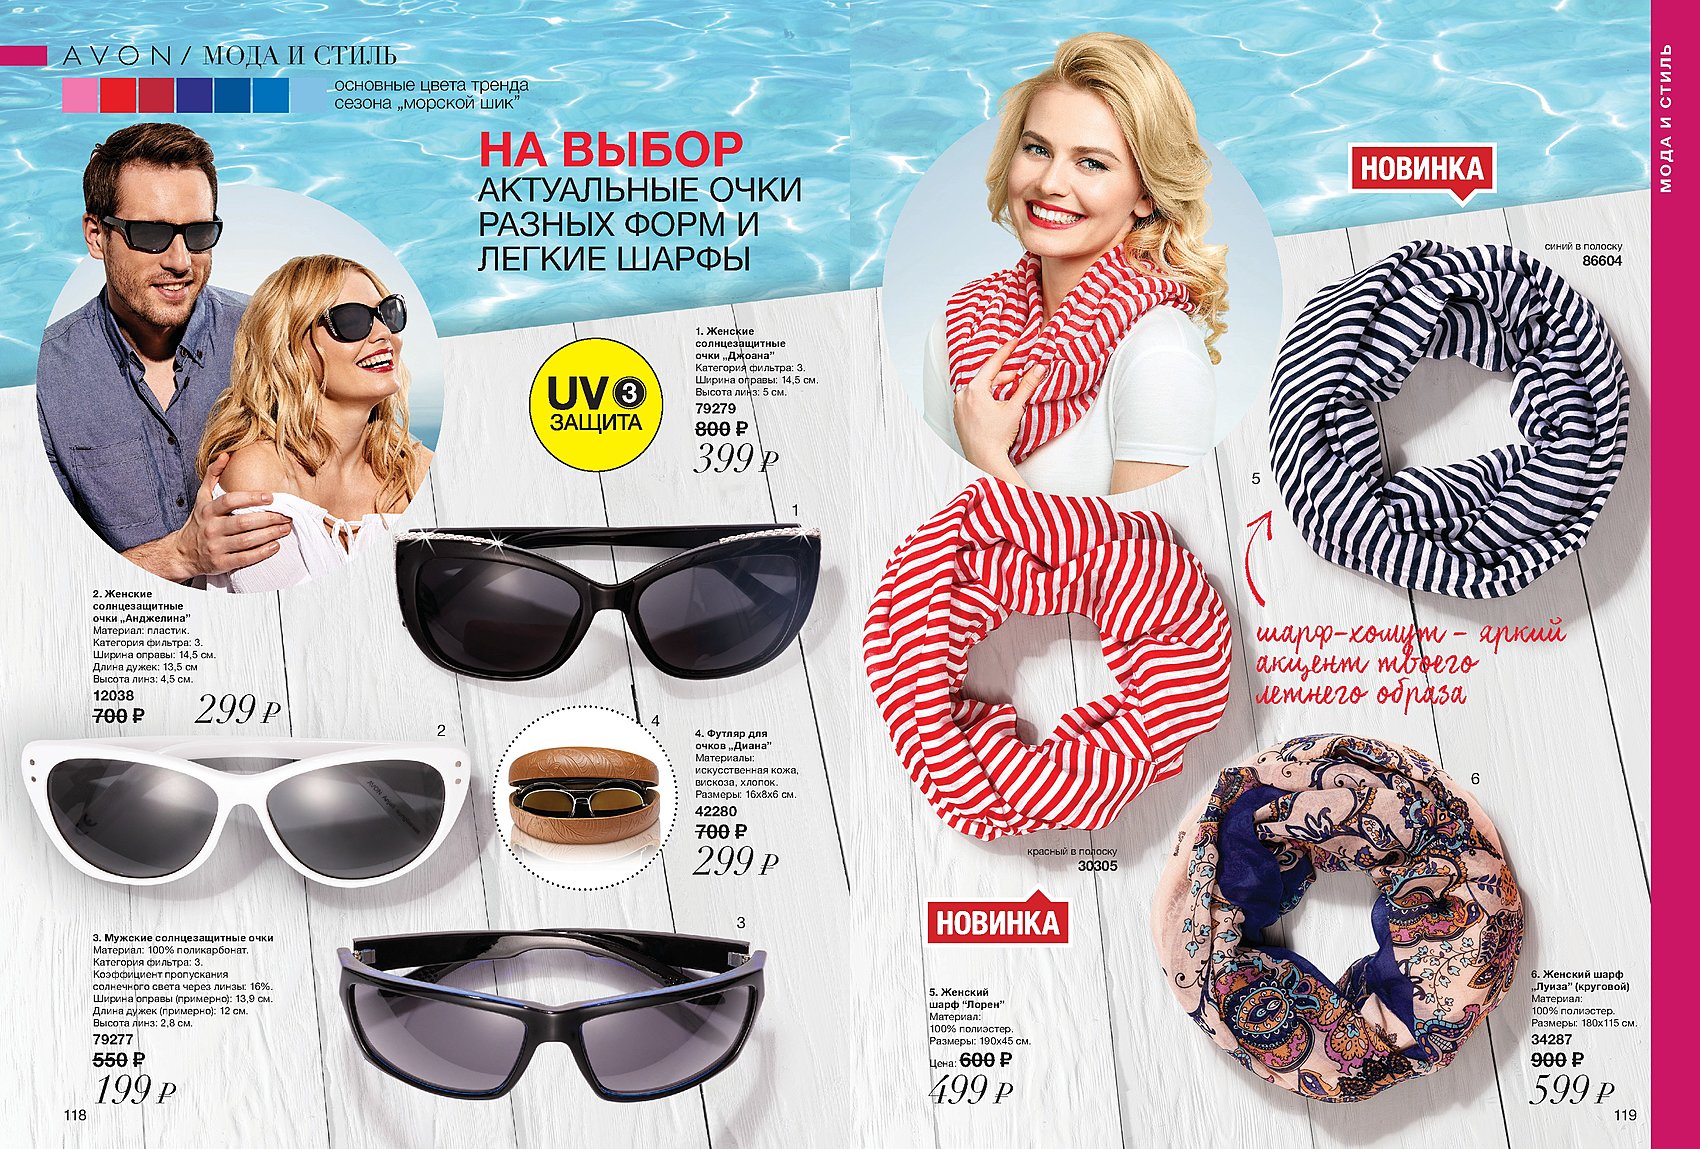 AVON / МОДА И СТИЛЬ
основные цвета тренда
сезона „морской шик”
НА ВЫБОР
АКТУАЛЬНЫЕ ОЧКИ
РАЗНЫХ ФОРМ И
ЛЕГКИЕ ШАРФЫ
UV 3
ЗАЩИТА
1. Женские
солнцезащитные
очки „Джоана”
Категория фильтра: 3.
Ширина оправы: 14,5 см.
Высота линз: 5 см.
79279
800 ₽
399 ₽
1
2. Женские
солнцезащитные
очки „Анджелина”
Материал: пластик.
Категория фильтра: 3.
Ширина оправы: 14,5 см.
Длина дужек: 13,5 см
Высота линз: 4,5 см.
12038
700 ₽
299 ₽
2
4
4. Футляр для
очков „Диана”
Материалы:
искусственная кожа,
вискоза, хлопок.
Размеры: 16х8х6 см.
42280
700 ₽
299 ₽
3
3. Мужские солнцезащитные очки
Материал: 100% поликарбонат.
Категория фильтра: 3.
Коэффициент пропускания
солнечного света через линзы: 16%.
Ширина оправы (примерно): 13,9 см.
Длина дужек (примерно): 12 см.
Высота линз: 2,8 см.
79277
550 ₽
199 ₽
118
МОДА И СТИЛЬ
НОВИНКА
синий в полоску
86604
5
шарф-хомут – яркий
акцент твоего
летнего образа
6
красный в полоску
30305
НОВИНКА
5. Женский
шарф “Лорен”
Материал:
100% полиэстер.
Размеры: 190х45 см.
Цена: 600 ₽
499 ₽
6. Женский шарф
„Луиза” (круговой)
Материал:
100% полиэстер.
Размеры: 180х115 см.
34287
900 ₽
599 ₽
119